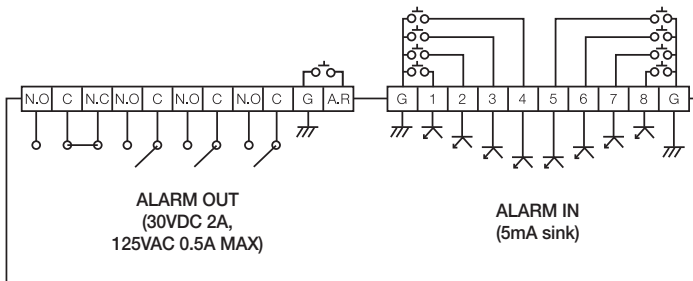 N.O C N.C N.O C N.O C N.O C G A.R
G 1 2 3 4 5 6 7 8 G
ALARM OUT
(30VDC 2A,
125VAC 0.5A MAX)
ALARM IN
(5mA sink)